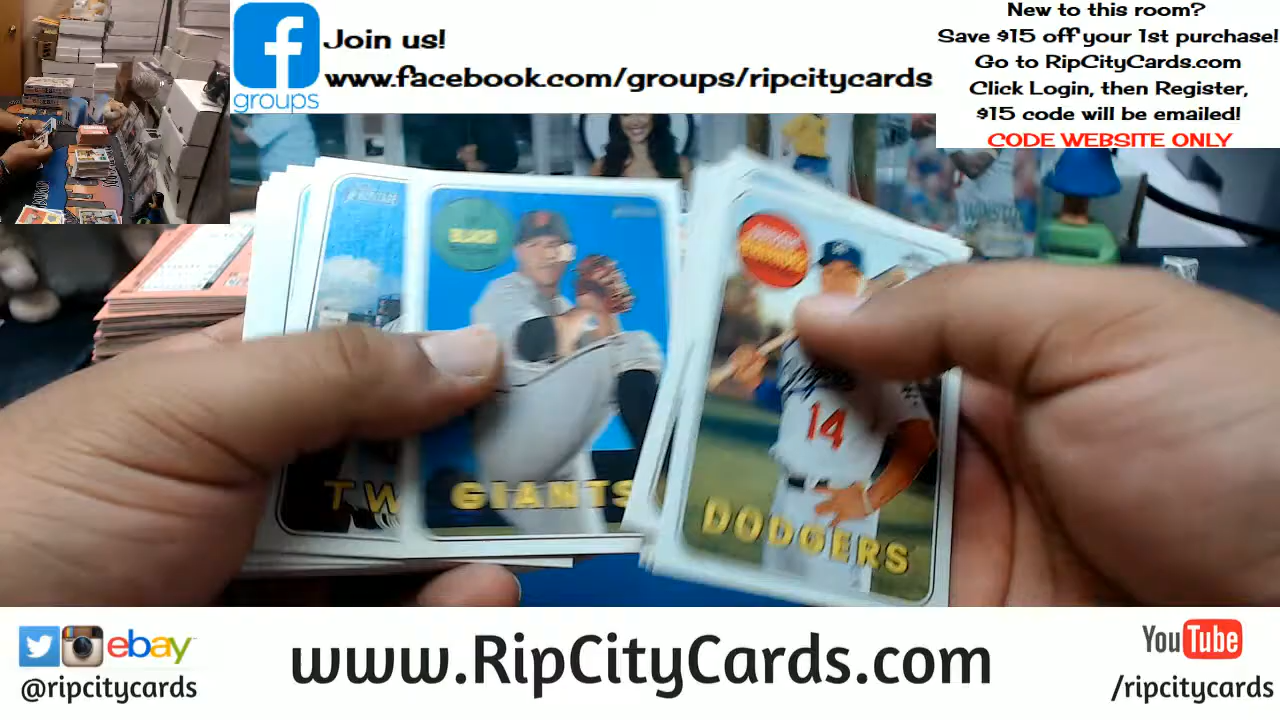 Join us!
www.facebook.com/groups/ripcitycards
groups
New to this room?
Save $15 off your 1st purchase!
Go to RipCityCards.com
Click Login, then Register,
$15 code will be emailed!
CODE WEBSITE ONLY
TW
GIANTS
14
DODGERS
ebay
@ripcitycards
www.RipCityCards.com
YouTube
/ripcitycards